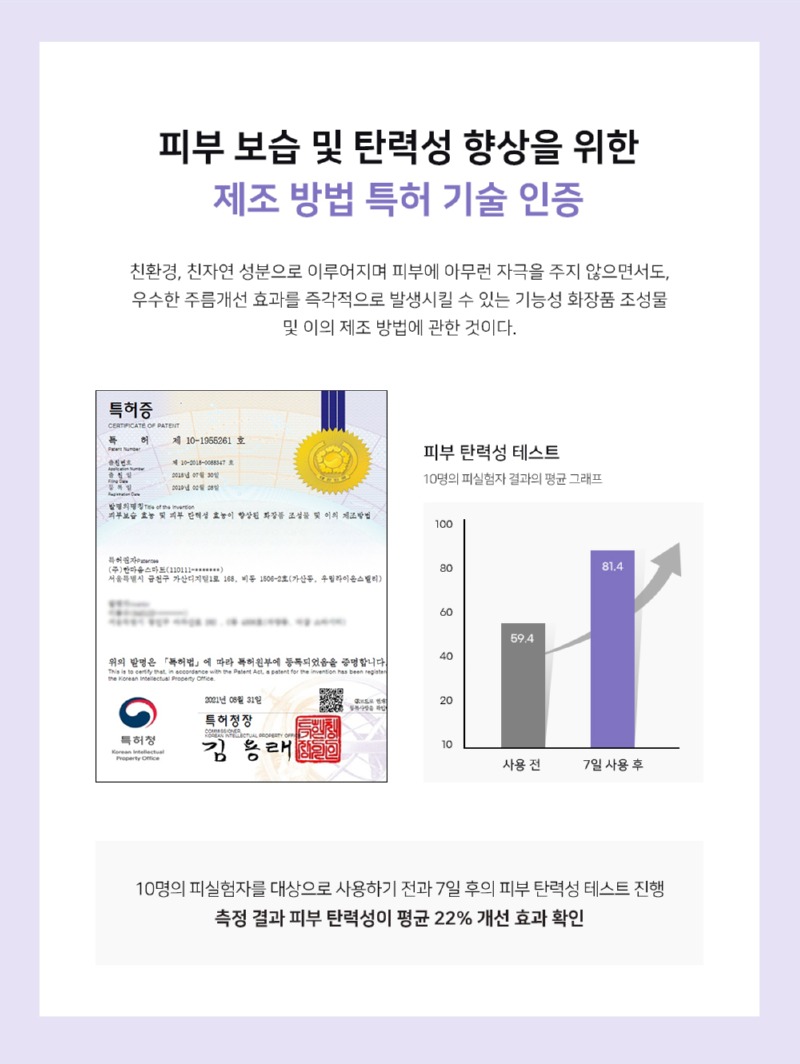 피부 보습 및 탄력성 향상을 위한
제조 방법 특허 기술 인증
친환경, 친자연 성분으로 이루어지며 피부에 아무런 자극을 주지 않으면서도,
우수한 주름개선 효과를 즉각적으로 발생시킬 수 있는 기능성 화장품 조성물
및 이의 제조 방법에 관한 것이다.
특허증
CERTIFICATE OF PATENT
특 허 제 10-1955261 호
Patent Number
출원번호 제 10-2018-0088347 호
Application Number
출 원 일 2018년 07월 30일
Filing Date
등 록 일 2019년 02월 28일
Registration Date
발명의명칭 Title of the Invention
피부보습 효능 및 피부 탄력성 효능이 향상된 화장품 조성물 및 이의 제조방법
특허권자 Patentee
(주)한마음스마트(110111-*******)
서울특별시 금천구 가산디지털1로 168, 비동 1506-2호(가산동, 우림라이온스밸리)
위의 발명은 「특허법」에 따라 특허원부에 등록되었음을 증명합니다.
This is to certify that, in accordance with the Patent Act, a patent for the invention has been register
the Korean Intellectual Property Office.
2021년 08월 31일
특허청장
COMMISSIONER,
KOREAN INTELLECTUAL PROPERTY OFFICE
김용래
특허청
Korean Intellectual
Property Office
피부 탄력성 테스트
10명의 피실험자 결과의 평균 그래프
100
80
60
40
20
10
59.4
81.4
사용 전
7일 사용 후
10명의 피실험자를 대상으로 사용하기 전과 7일 후의 피부 탄력성 테스트 진행
측정 결과 피부 탄력성이 평균 22% 개선 효과 확인